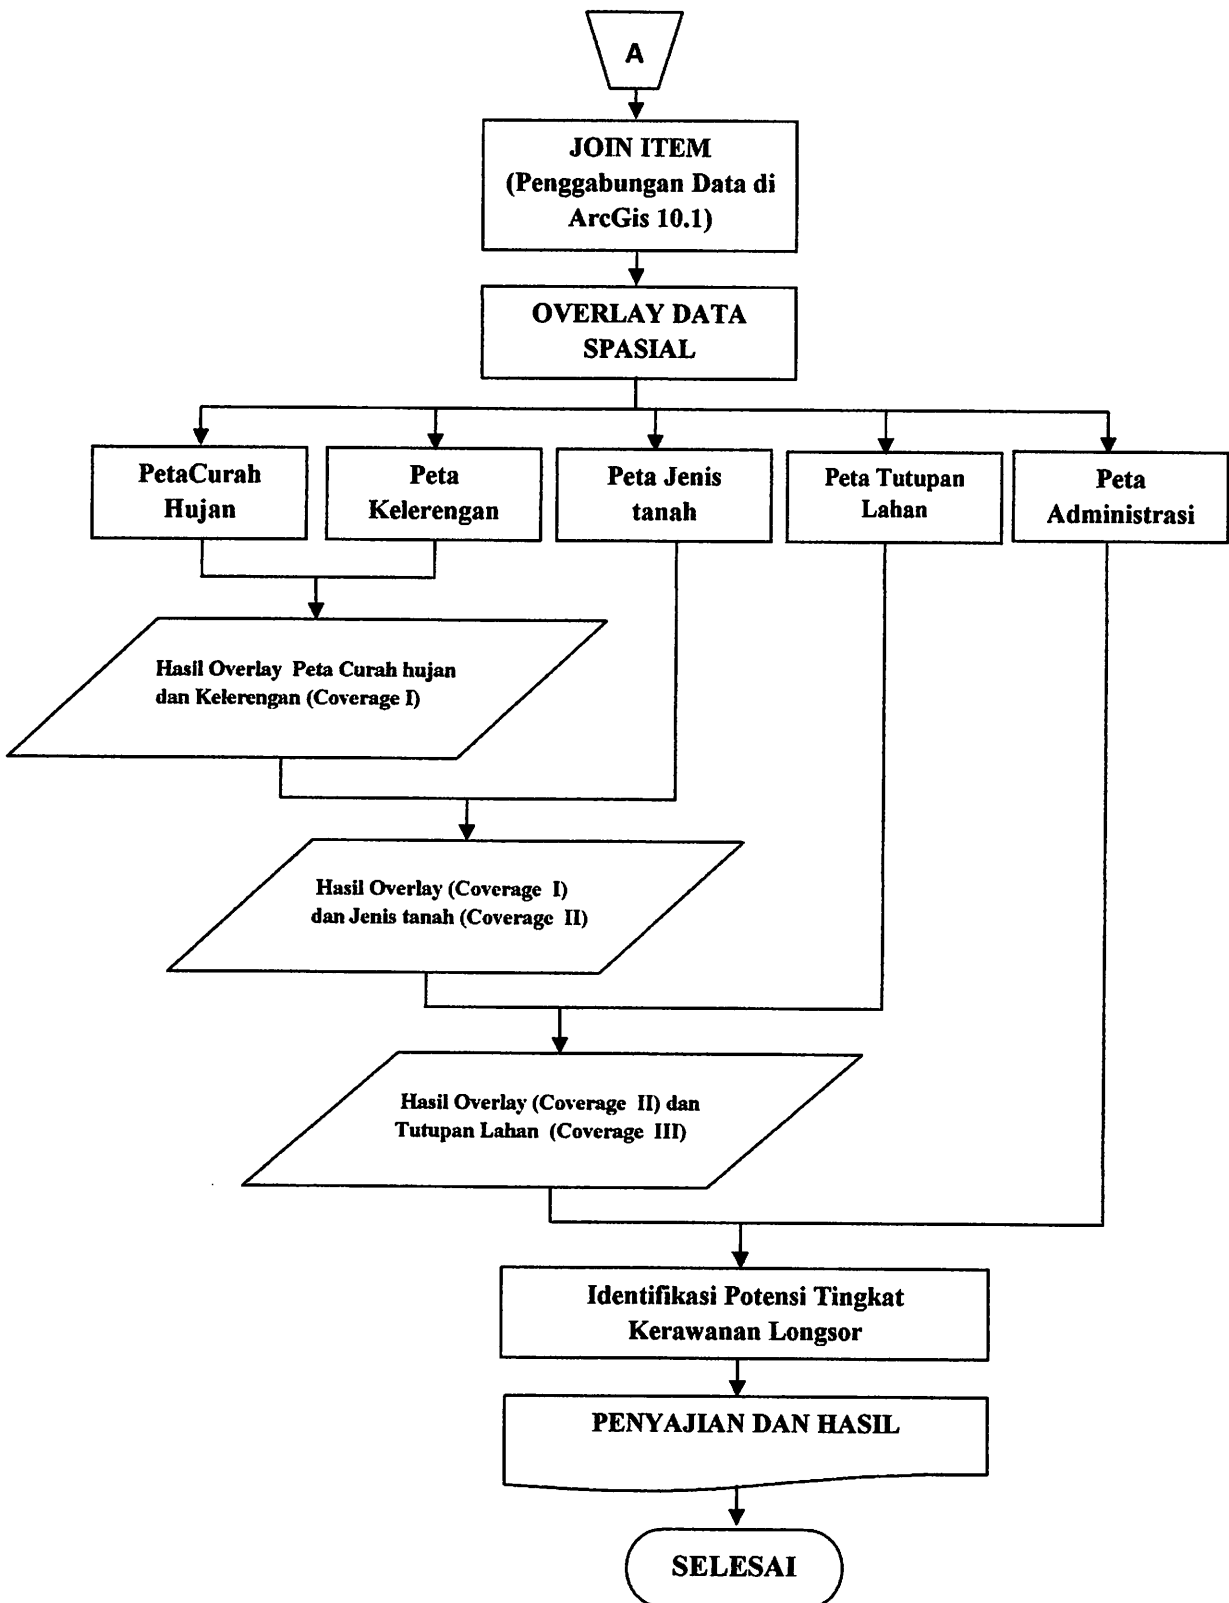 A
JOIN ITEM
(Penggabungan Data di
ArcGis 10.1)
OVERLAY DATA
SPASIAL
PetaCurah
Hujan
Peta
Kelerengan
Peta Jenis
tanah
Peta Tutupan
Lahan
Peta
Administrasi
Hasil Overlay Peta Curah hujan
dan Kelerengan (Coverage I)
Hasil Overlay (Coverage I)
dan Jenis tanah (Coverage II)
Hasil Overlay (Coverage II) dan
Tutupan Lahan (Coverage III)
Identifikasi Potensi Tingkat
Kerawanan Longsor
PENYAJIAN DAN HASIL
SELESAI